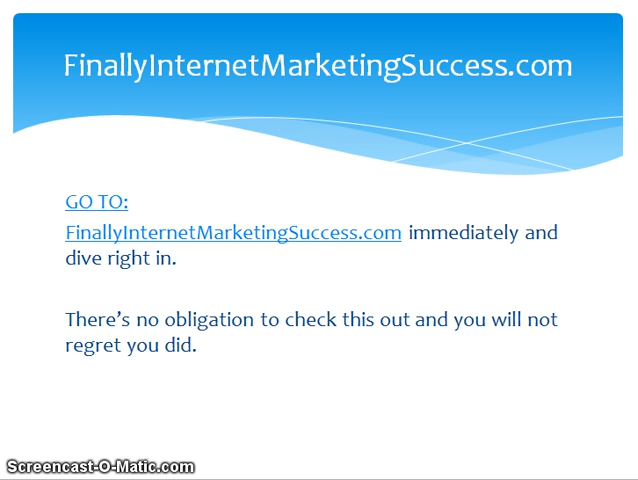 FinallyInternetMarketingSuccess.com
GO TO:
FinallyInternetMarketingSuccess.com immediately and
dive right in.
There’s no obligation to check this out and you will not
regret you did.
Screencast-O-Matic.com